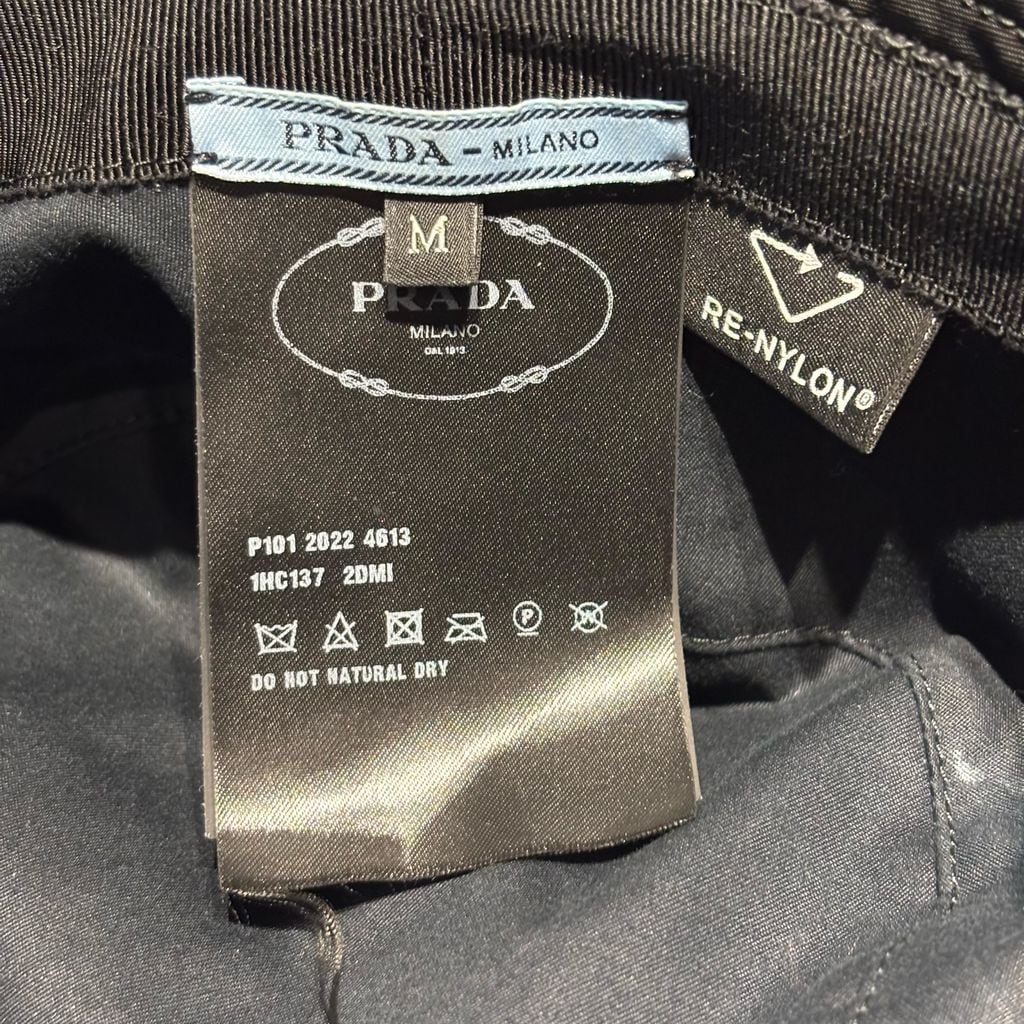 PRADA - MILANO
M
PRADA
MILANO
DAL 1913
RE-NYLON®
P101 2022 4613
1HC137 2DMI
P
W
DO NOT NATURAL DRY